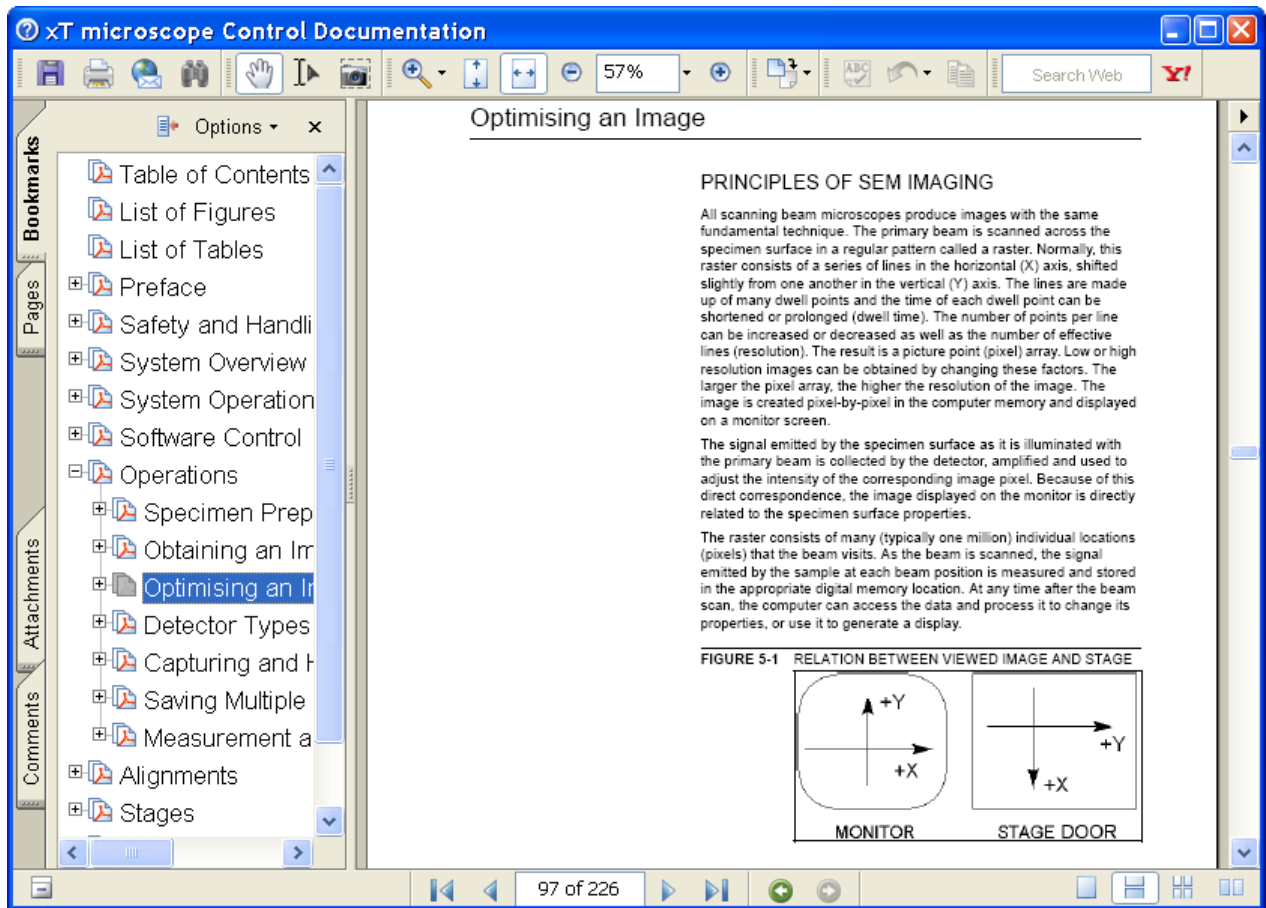 xT microscope Control Documentation
57%
ABC
Search Web
Y!
Bookmarks
Pages
Attachments
Comments
Options
Table of Contents
List of Figures
List of Tables
Preface
Safety and Handli
System Overview
System Operation
Software Control
Operations
Specimen Prep
Obtaining an Im
Optimising an Ir
Detector Types
Capturing and H
Saving Multiple
Measurement a
Alignments
Stages
Optimising an Image
PRINCIPLES OF SEM IMAGING
All scanning beam microscopes produce images with the same
fundamental technique. The primary beam is scanned across the
specimen surface in a regular pattern called a raster. Normally, this
raster consists of a series of lines in the horizontal (X) axis, shifted
slightly from one another in the vertical (Y) axis. The lines are made
up of many dwell points and the time of each dwell point can be
shortened or prolonged (dwell time). The number of points per line
can be increased or decreased as well as the number of effective
lines (resolution). The result is a picture point (pixel) array. Low or high
resolution images can be obtained by changing these factors. The
larger the pixel array, the higher the resolution of the image. The
image is created pixel-by-pixel in the computer memory and displayed
on a monitor screen.
The signal emitted by the specimen surface as it is illuminated with
the primary beam is collected by the detector, amplified and used to
adjust the intensity of the corresponding image pixel. Because of this
direct correspondence, the image displayed on the monitor is directly
related to the specimen surface properties.
The raster consists of many (typically one million) individual locations
(pixels) that the beam visits. As the beam is scanned, the signal
emitted by the sample at each beam position is measured and stored
in the appropriate digital memory location. At any time after the beam
scan, the computer can access the data and process it to change its
properties, or use it to generate a display.
FIGURE 5-1 RELATION BETWEEN VIEWED IMAGE AND STAGE
+Y
+X
+Y
+X
MONITOR
STAGE DOOR
97 of 226